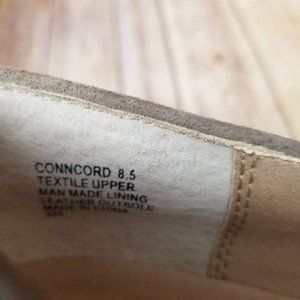 CONNCORD 8.5
TEXTILE UPPER
MAN MADE LINING
LEATHER OUTSOLE
MADE IN CHINA